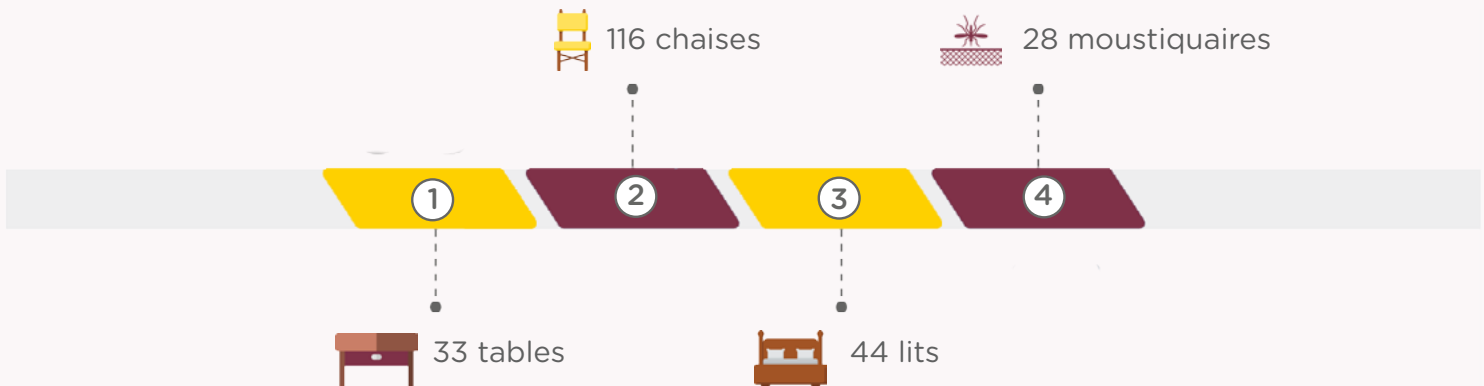 116 chaises
28 moustiquaires
1
2
3
4
33 tables
44 lits